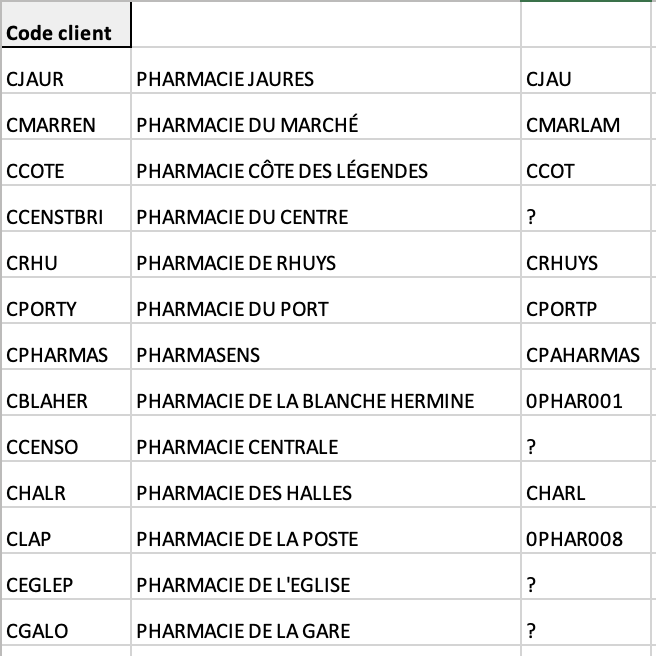 Code client
CJAUR PHARMACIE JAURES CJAU
CMARREN PHARMACIE DU MARCHÉ CMARLAM
CCOTE PHARMACIE CÔTE DES LÉGENDES CCOT
CCENSTBRI PHARMACIE DU CENTRE ?
CRHU PHARMACIE DE RHUYS CRHUYS
CPORTY PHARMACIE DU PORT CPORTP
CPHARMAS PHARMASENS CPAHARMAS
CBLAHER PHARMACIE DE LA BLANCHE HERMINE 0PHAR001
CCENSO PHARMACIE CENTRALE ?
CHALR PHARMACIE DES HALLES CHARL
CLAP PHARMACIE DE LA POSTE 0PHAR008
CEGLEP PHARMACIE DE L'EGLISE ?
CGALO PHARMACIE DE LA GARE ?